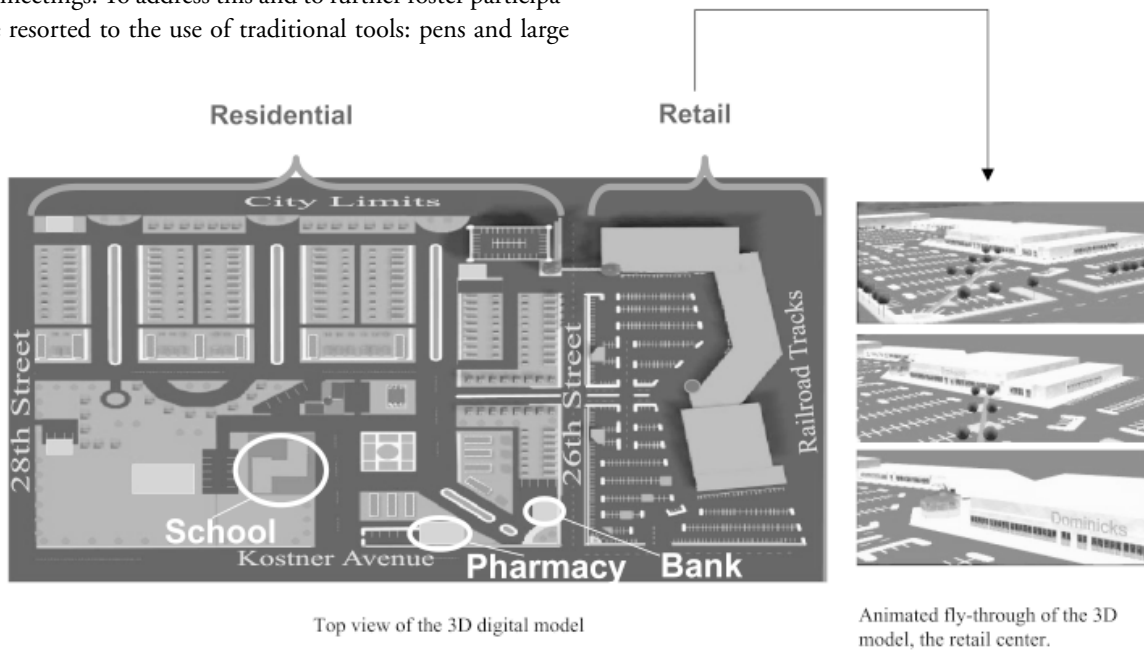 meetings. To address this and to further foster participa-
resorted to the use of traditional tools: pens and large
Residential
Retail
City Limits
28th Street
26th Street
Railroad Tracks
School
Kostner Avenue
Pharmacy
Bank
Dominicks
Top view of the 3D digital model
Animated fly-through of the 3D
model, the retail center.